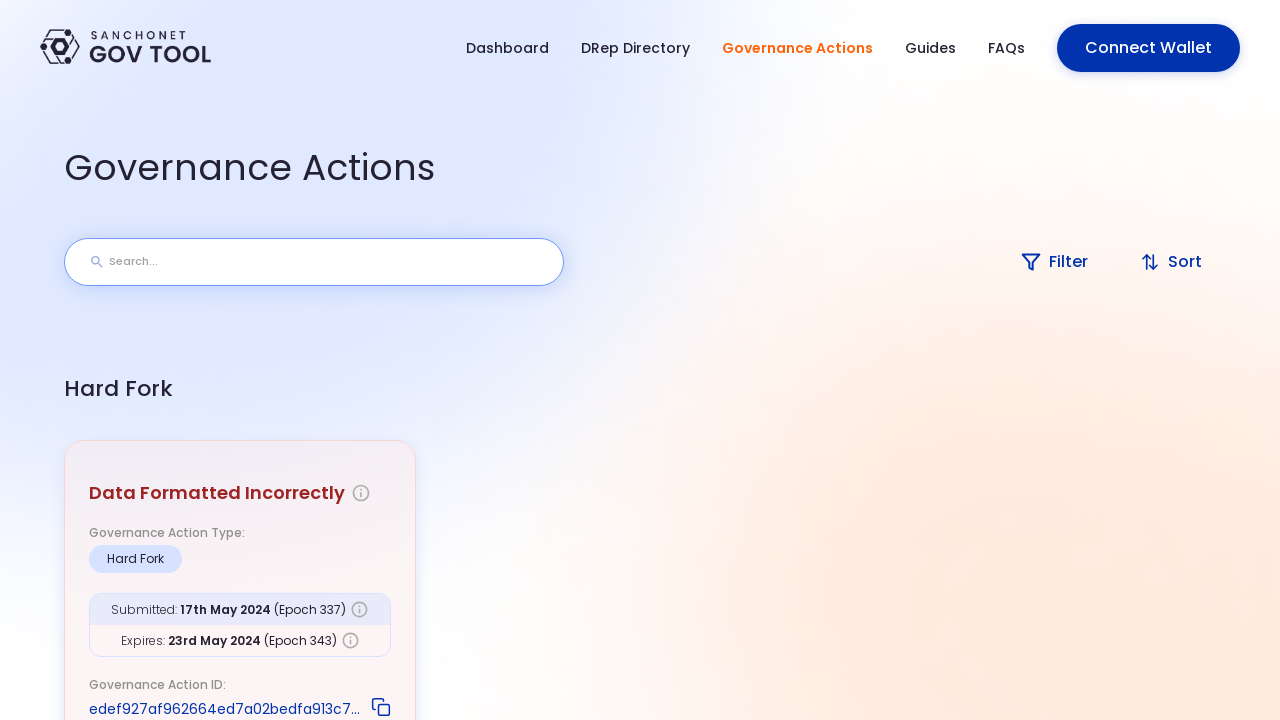 SANCHONET
GOV TOOL
Dashboard
DRep Directory
Governance Actions
Guides
FAQs
Connect Wallet
Governance Actions
Search...
Filter
Sort
Hard Fork
Data Formatted Incorrectly
Governance Action Type:
Hard Fork
Submitted: 17th May 2024 (Epoch 337)
Expires: 23rd May 2024 (Epoch 343)
Governance Action ID:
edef927af962664ed7a02bedfa913c7...